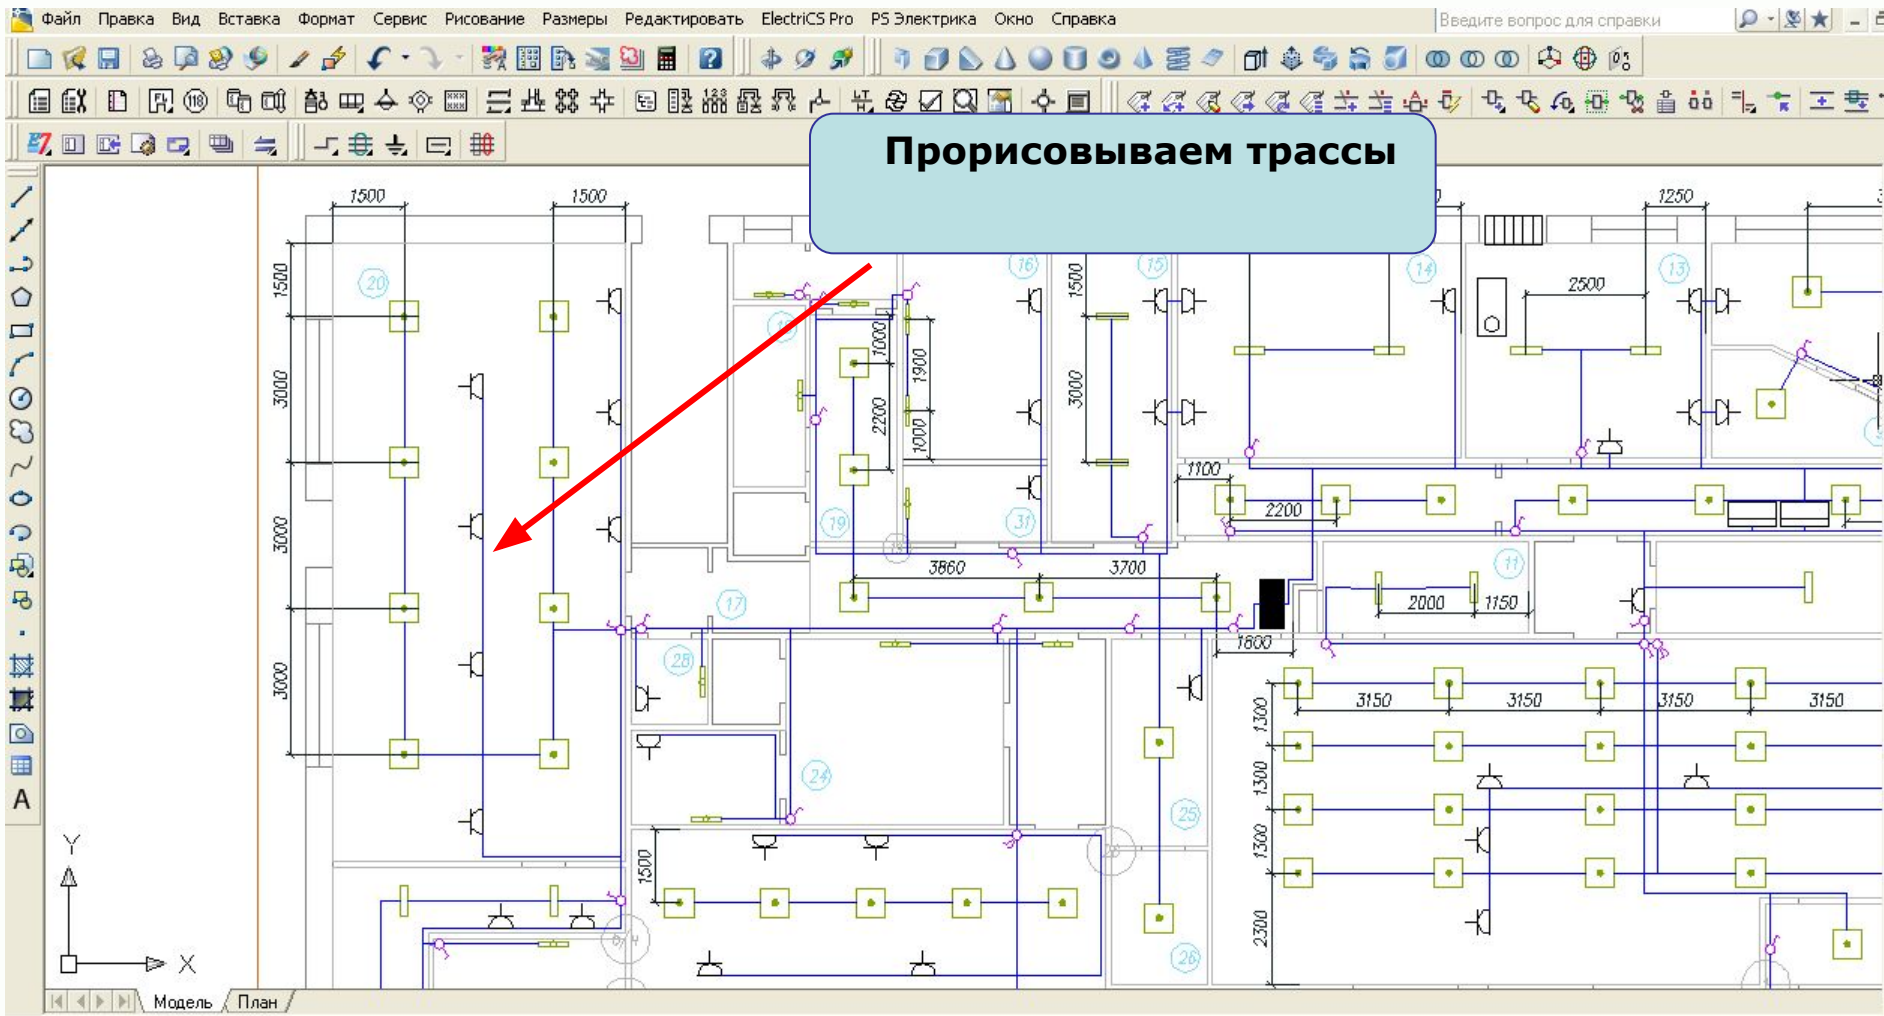 Файл Правка Вид Вставка Формат Сервис Рисование Размеры Редактировать ElectriCS Pro PS Электрика Окно Справка
Введите вопрос для справки
Прорисовываем трассы
1500 1500 1250
1500 20 16 1500 15 14 2500 13
3000 1000 1900 3000
2200 1000
1100
3000 19 31 2200
3860 3700 11
17 2000 1150
1800
3000 28
3150 3150 3150 3150
1300
24 1300
25
1500 1300
2300
26
Y
X
A
Модель План